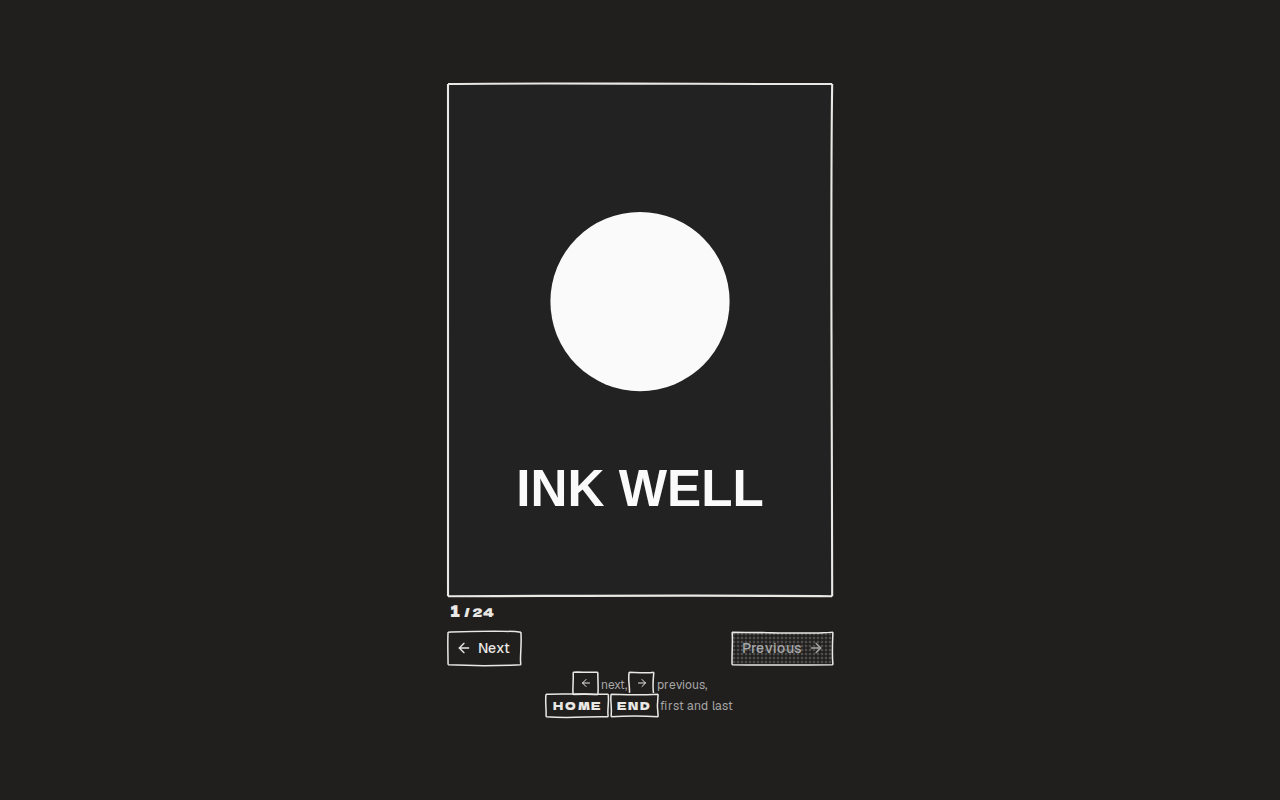 INK WELL
1 / 24
← Next
Previous →
← next, → previous,
HOME END first and last